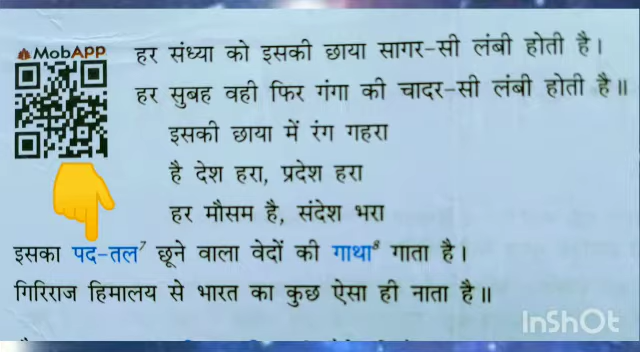 MobAPP
हर संध्या को इसकी छाया सागर-सी लंबी होती है।
हर सुबह वही फिर गंगा की चादर-सी लंबी होती है॥
इसकी छाया में रंग गहरा
है देश हरा, प्रदेश हरा
हर मौसम है, संदेश भरा
इसका पद-तल⁷ छूने वाला वेदों की गाथा⁸ गाता है।
गिरिराज हिमालय से भारत का कुछ ऐसा ही नाता है॥
InShOt